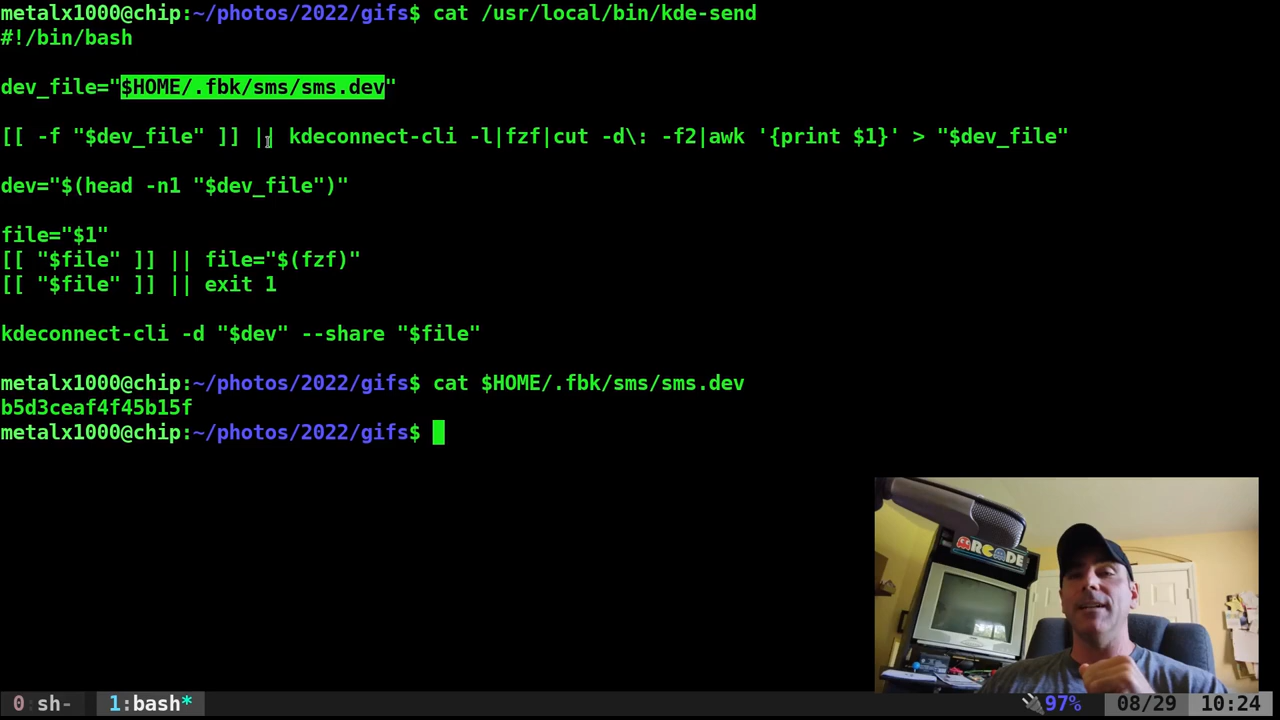 metalx1000@chip:~/photos/2022/gifs$ cat /usr/local/bin/kde-send
#!/bin/bash
dev_file="$HOME/.fbk/sms/sms.dev"
[[ -f "$dev_file" ]] || kdeconnect-cli -l|fzf|cut -d\: -f2|awk '{print $1}' > "$dev_file"
dev="$(head -n1 "$dev_file")"
file="$1"
[[ "$file" ]] || file="$(fzf)"
[[ "$file" ]] || exit 1
kdeconnect-cli -d "$dev" --share "$file"
metalx1000@chip:~/photos/2022/gifs$ cat $HOME/.fbk/sms/sms.dev
b5d3ceaf4f45b15f
metalx1000@chip:~/photos/2022/gifs$
ARCADE
0 sh- 1:bash* 97% 08/29 10:24